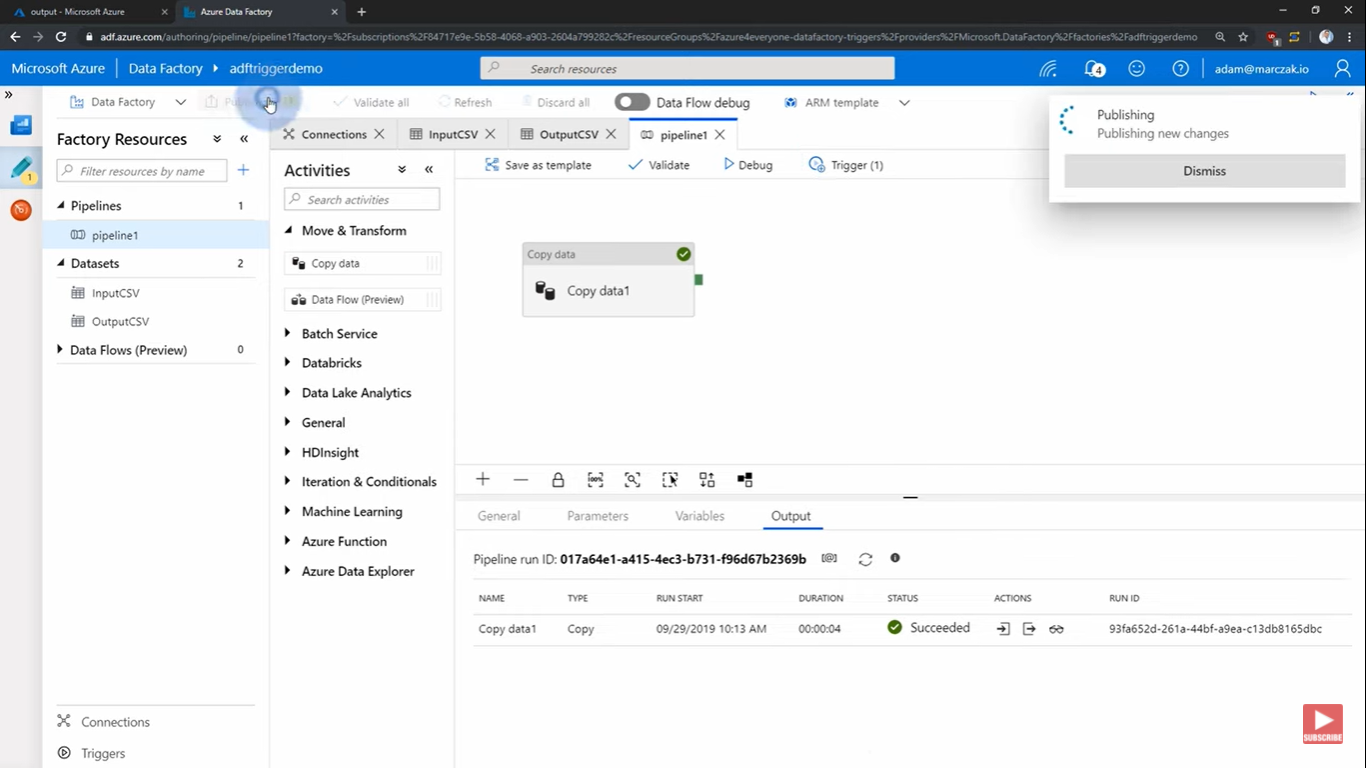 output - Microsoft Azure
Azure Data Factory
adf.azure.com/authoring/pipeline/pipeline1?factory=%2Fsubscriptions%2F84717e9e-5b58-4068-a903-2604a799282c%2FresourceGroups%2Fazure4everyone-datafactory-triggers%2Fproviders%2FMicrosoft.DataFactory%2Ffactories%2Fadftriggerdemo
Microsoft Azure
Data Factory
adftriggerdemo
Search resources
4
adam@marczak.io
Data Factory
Validate all
Refresh
Discard all
Data Flow debug
ARM template
Publishing
Publishing new changes
Dismiss
1
Factory Resources
Filter resources by name
Pipelines 1
pipeline1
Datasets 2
InputCSV
OutputCSV
Data Flows (Preview) 0
Connections
Triggers
Connections
InputCSV
OutputCSV
pipeline1
Activities
Search activities
Move & Transform
Copy data
Data Flow (Preview)
Batch Service
Databricks
Data Lake Analytics
General
HDInsight
Iteration & Conditionals
Machine Learning
Azure Function
Azure Data Explorer
Save as template
Validate
Debug
Trigger (1)
Copy data
Copy data1
100%
General
Parameters
Variables
Output
Pipeline run ID: 017a64e1-a415-4ec3-b731-f96d67b2369b
NAME TYPE RUN START DURATION STATUS ACTIONS RUN ID
Copy data1 Copy 09/29/2019 10:13 AM 00:00:04 Succeeded 93fa652d-261a-44bf-a9ea-c13db8165dbc
SUBSCRIBE